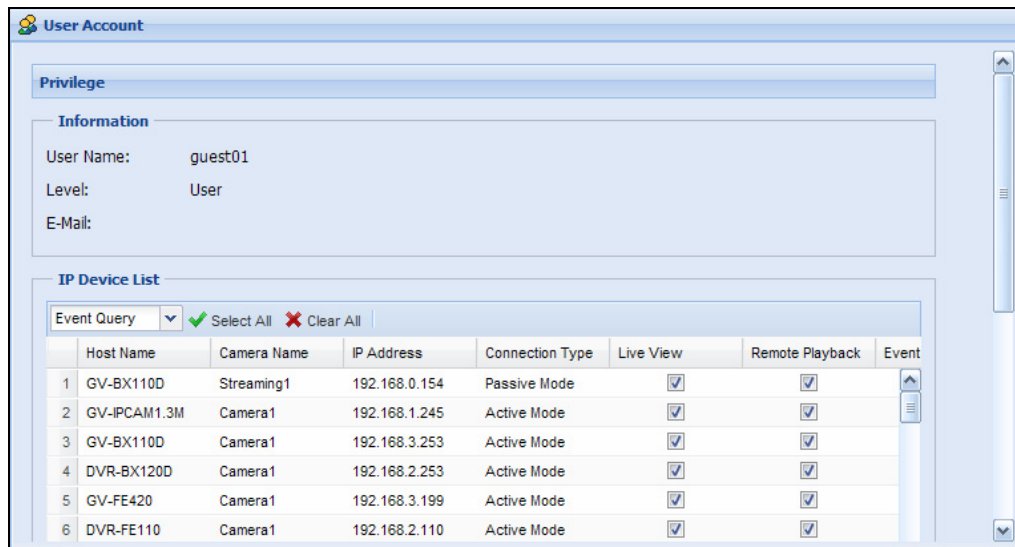 User Account
Privilege
Information
User Name: guest01
Level: User
E-Mail:
IP Device List
Event Query Select All Clear All
Host Name Camera Name IP Address Connection Type Live View Remote Playback Event
1 GV-BX110D Streaming1 192.168.0.154 Passive Mode
2 GV-IPCAM1.3M Camera1 192.168.1.245 Active Mode
3 GV-BX110D Camera1 192.168.3.253 Active Mode
4 DVR-BX120D Camera1 192.168.2.253 Active Mode
5 GV-FE420 Camera1 192.168.3.199 Active Mode
6 DVR-FE110 Camera1 192.168.2.110 Active Mode